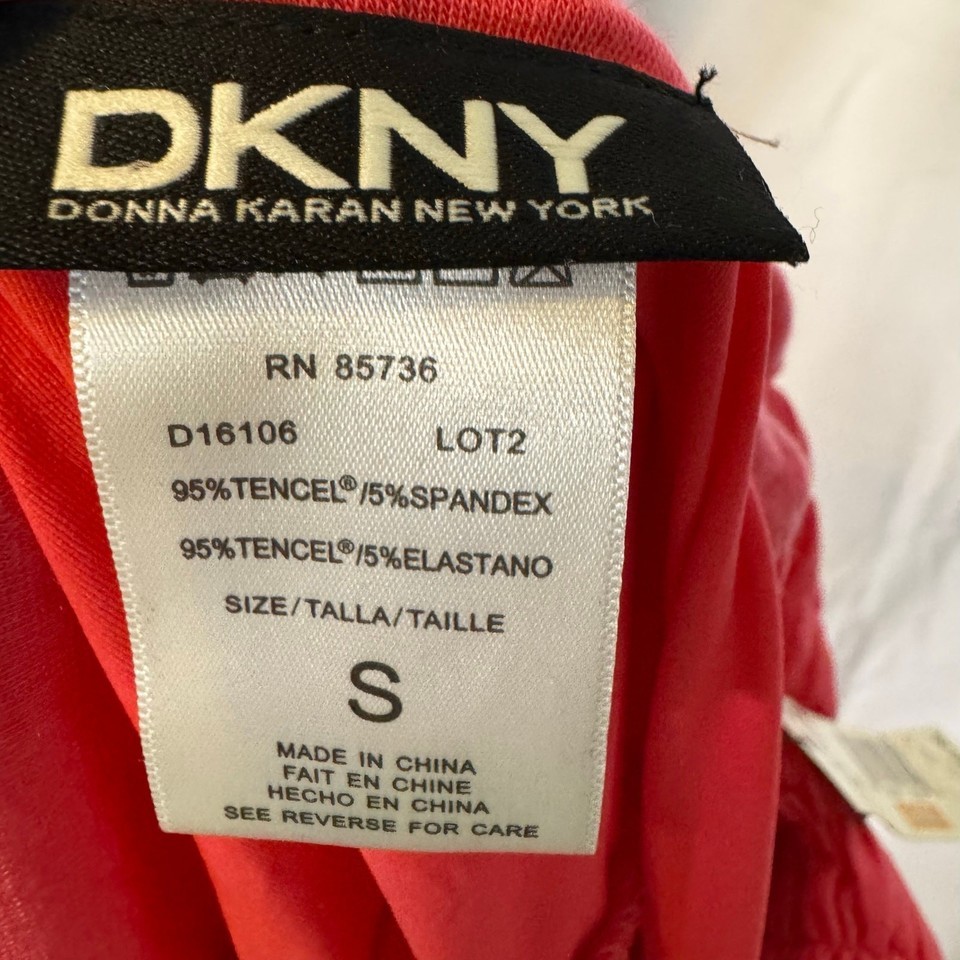 DKNY
DONNA KARAN NEW YORK
RN 85736
D16106 LOT2
95%TENCEL®/5%SPANDEX
95%TENCEL®/5%ELASTANO
SIZE/TALLA/TAILLE
S
MADE IN CHINA
FAIT EN CHINE
HECHO EN CHINA
SEE REVERSE FOR CARE